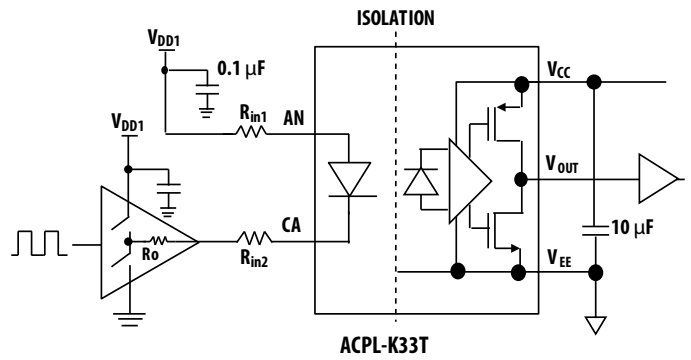 ISOLATION
VDD1
0.1 µF
VCC
Rin1
AN
VDD1
VOUT
CA
10 µF
Ro
Rin2
VEE
ACPL-K33T